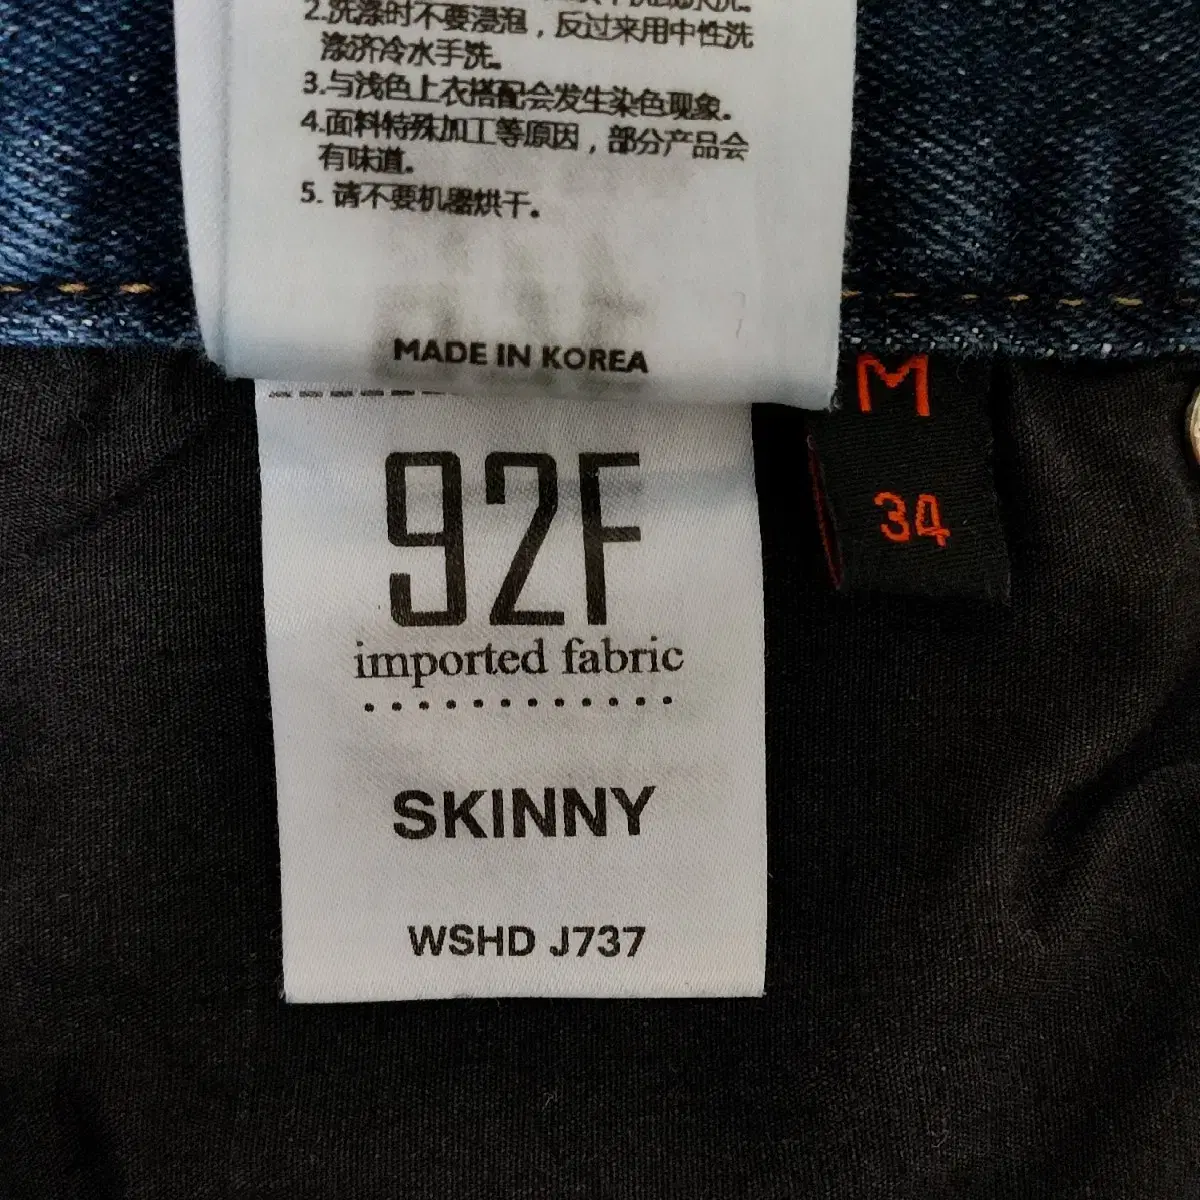 2.洗涤时不要浸泡，反过来用中性洗
涤济冷水手洗。
3.与浅色上衣搭配会发生染色现象。
4.面料特殊加工等原因，部分产品会
有味道。
5. 请不要机器烘干。
MADE IN KOREA
M
34
92F
imported fabric
SKINNY
WSHD J737